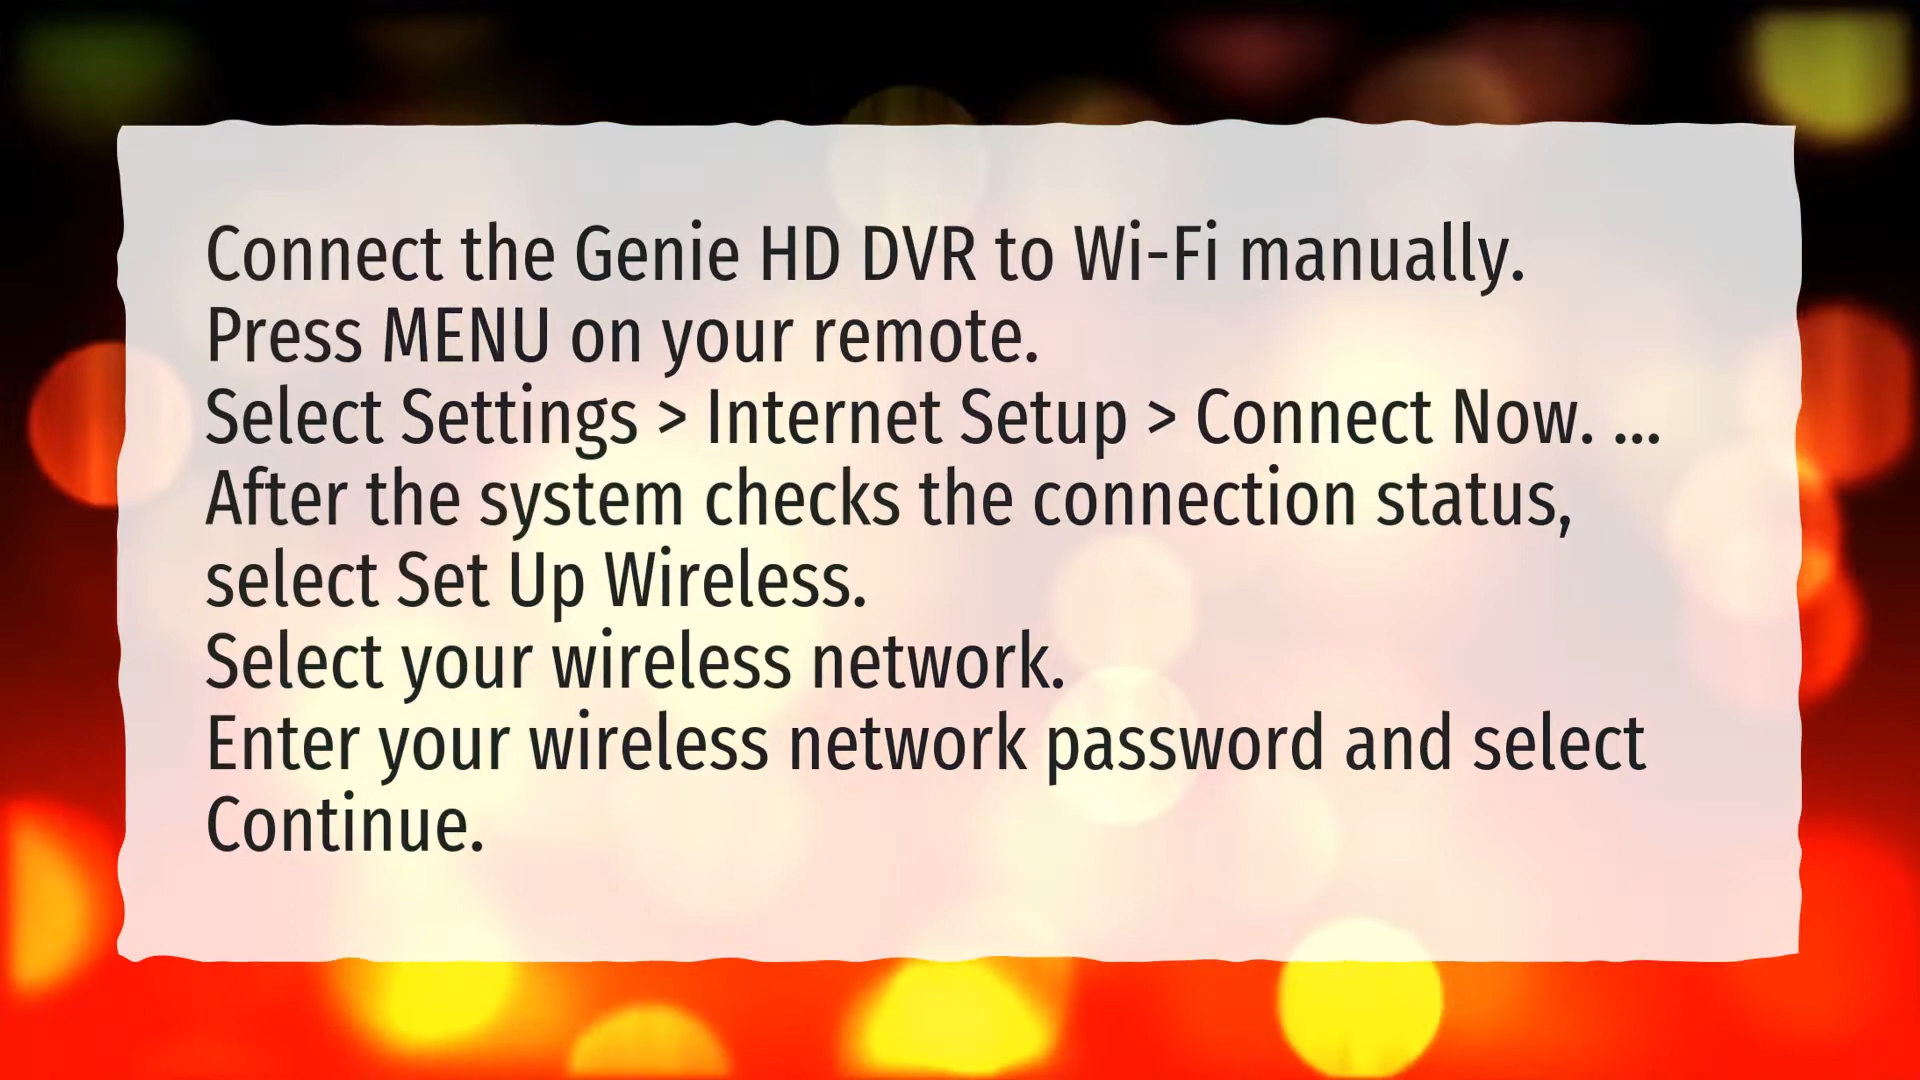 Connect the Genie HD DVR to Wi-Fi manually.
Press MENU on your remote.
Select Settings > Internet Setup > Connect Now. ...
After the system checks the connection status,
select Set Up Wireless.
Select your wireless network.
Enter your wireless network password and select
Continue.